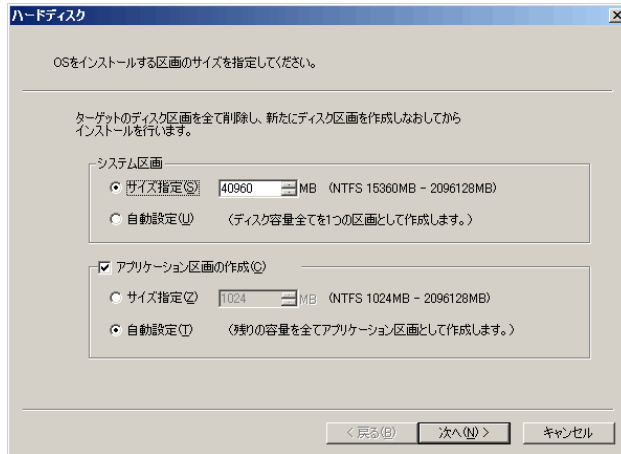 ハードディスク
OSをインストールする区画のサイズを指定してください。
ターゲットのディスク区画を全て削除し、新たにディスク区画を作成しなおしてから
インストールを行います。
システム区画
サイズ指定(S) 40960 MB (NTFS 15360MB - 2096128MB)
自動設定(U) (ディスク容量全てを1つの区画として作成します。)
アプリケーション区画の作成(C)
サイズ指定(Z) 1024 MB (NTFS 1024MB - 2096128MB)
自動設定(T) (残りの容量を全てアプリケーション区画として作成します。)
< 戻る(B) 次へ(N) > キャンセル